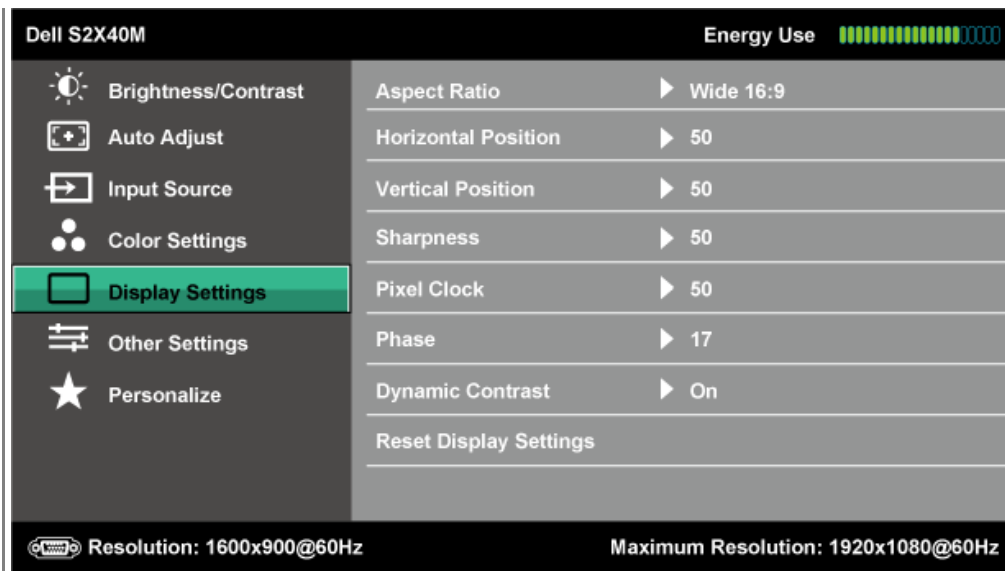 Dell S2X40M Energy Use
Brightness/Contrast Aspect Ratio Wide 16:9
Auto Adjust Horizontal Position 50
Input Source Vertical Position 50
Color Settings Sharpness 50
Display Settings Pixel Clock 50
Other Settings Phase 17
Personalize Dynamic Contrast On
Reset Display Settings
Resolution: 1600x900@60Hz Maximum Resolution: 1920x1080@60Hz